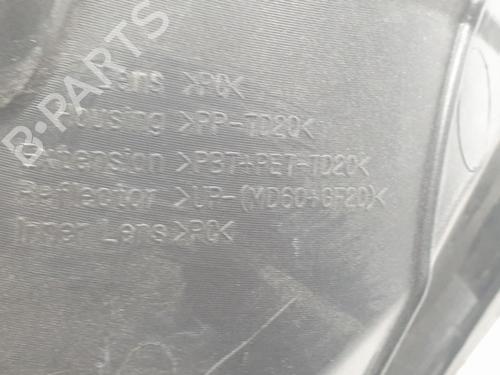 Lens >PC<
Housing >PP-TD20<
Extension >PBT+PET-TD20<
Reflector >UP-(MD60+GF20)<
Inner Lens>PC<
B-PARTS